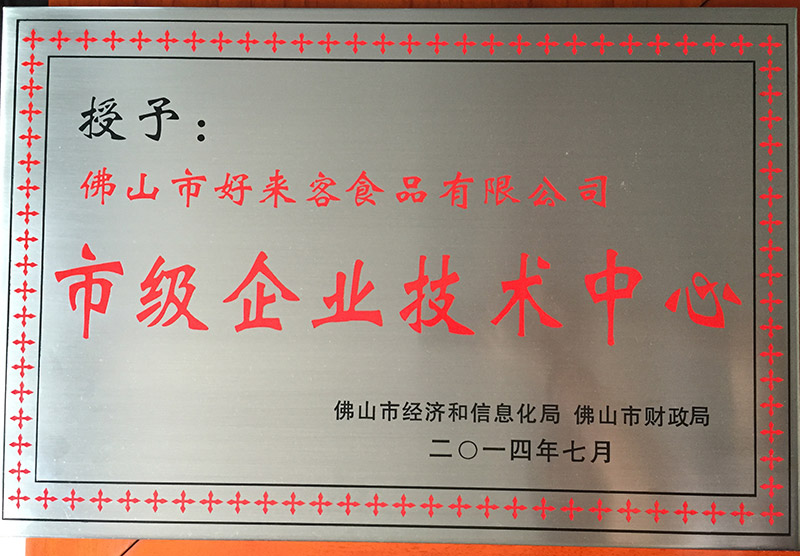 授予：
佛山市好来客食品有限公司
市级企业技术中心
佛山市经济和信息化局 佛山市财政局
二〇一四年七月